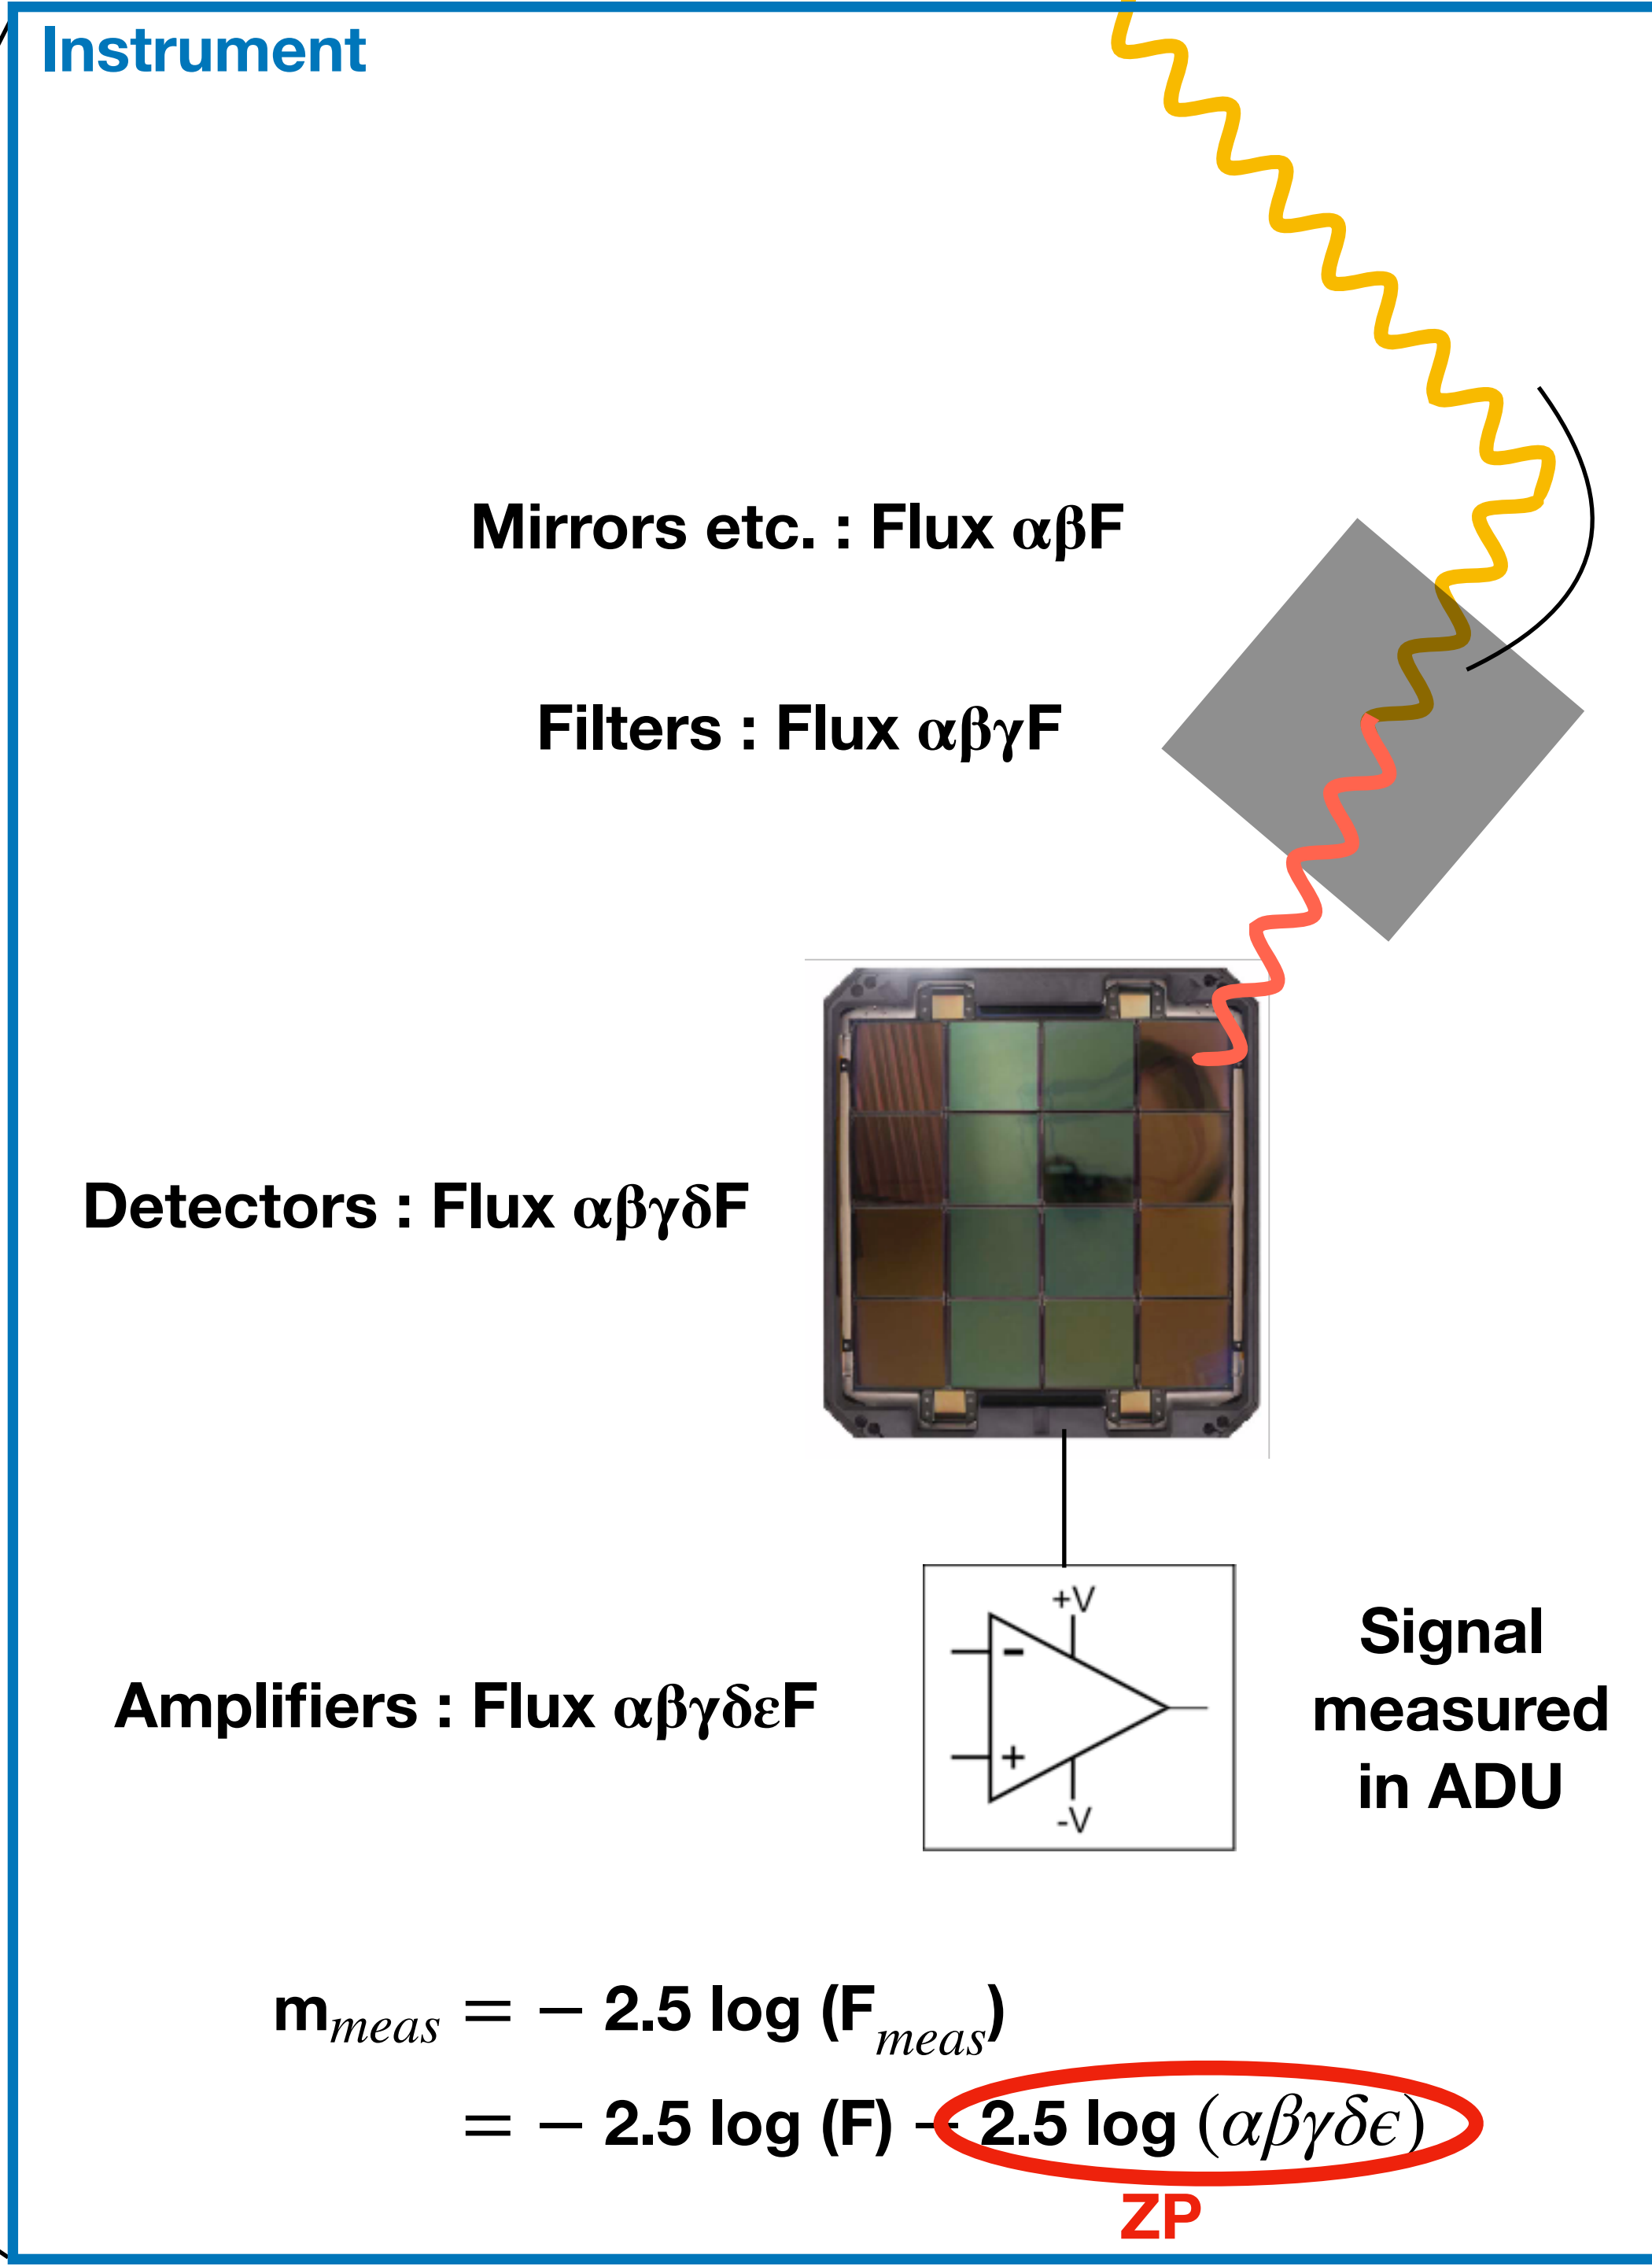 Instrument
Mirrors etc. : Flux αβF
Filters : Flux αβγF
Detectors : Flux αβγδF
+V
-
+
-V
Amplifiers : Flux αβγδεF
Signal
measured
in ADU
m_meas = − 2.5 log (F_meas)
= − 2.5 log (F) − 2.5 log (αβγδϵ)
ZP